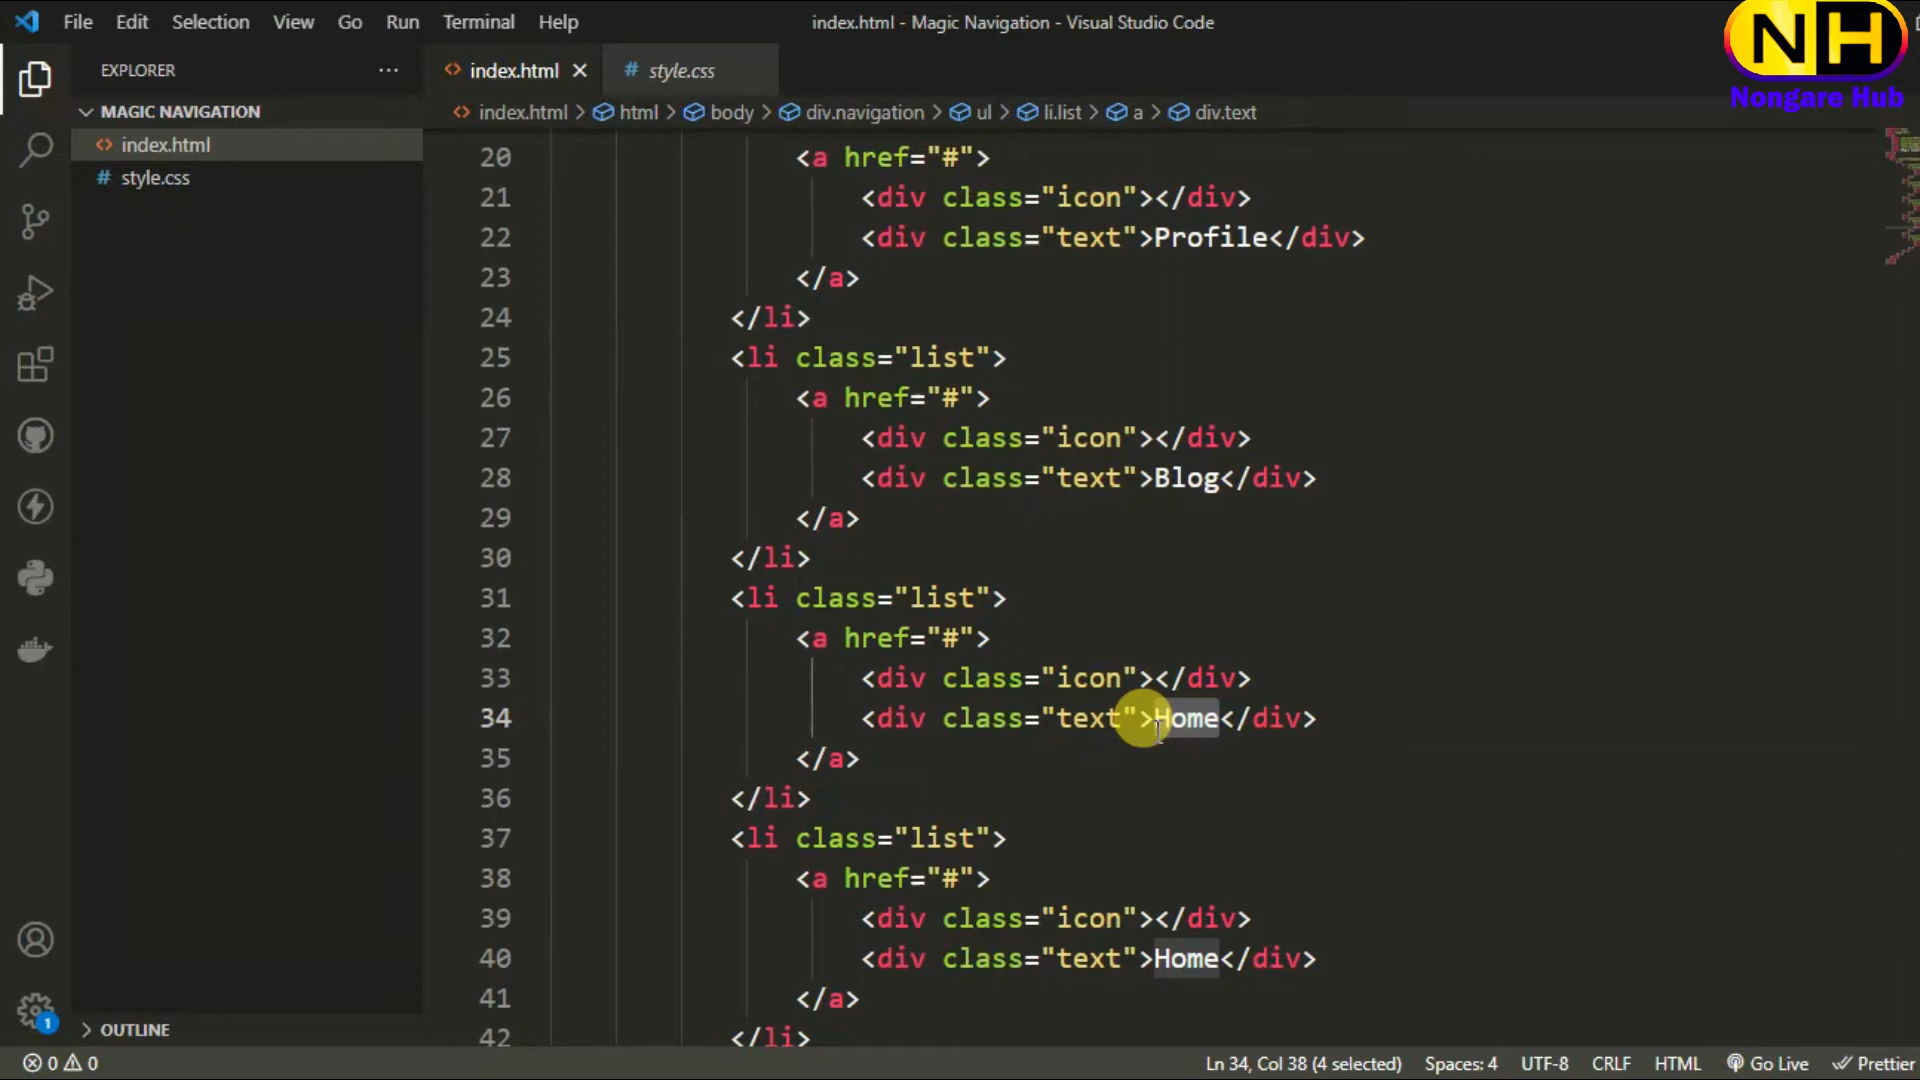 File Edit Selection View Go Run Terminal Help
index.html - Magic Navigation - Visual Studio Code
NH
Nongare Hub
EXPLORER
index.html
# style.css
MAGIC NAVIGATION
index.html > html > body > div.navigation > ul > li.list > a > div.text
index.html
# style.css
20 <a href="#">
21 <div class="icon"></div>
22 <div class="text">Profile</div>
23 </a>
24 </li>
25 <li class="list">
26 <a href="#">
27 <div class="icon"></div>
28 <div class="text">Blog</div>
29 </a>
30 </li>
31 <li class="list">
32 <a href="#">
33 <div class="icon"></div>
34 <div class="text">Home</div>
35 </a>
36 </li>
37 <li class="list">
38 <a href="#">
39 <div class="icon"></div>
40 <div class="text">Home</div>
41 </a>
42 </li>
1
OUTLINE
0 0
Ln 34, Col 38 (4 selected) Spaces: 4 UTF-8 CRLF HTML Go Live Prettier